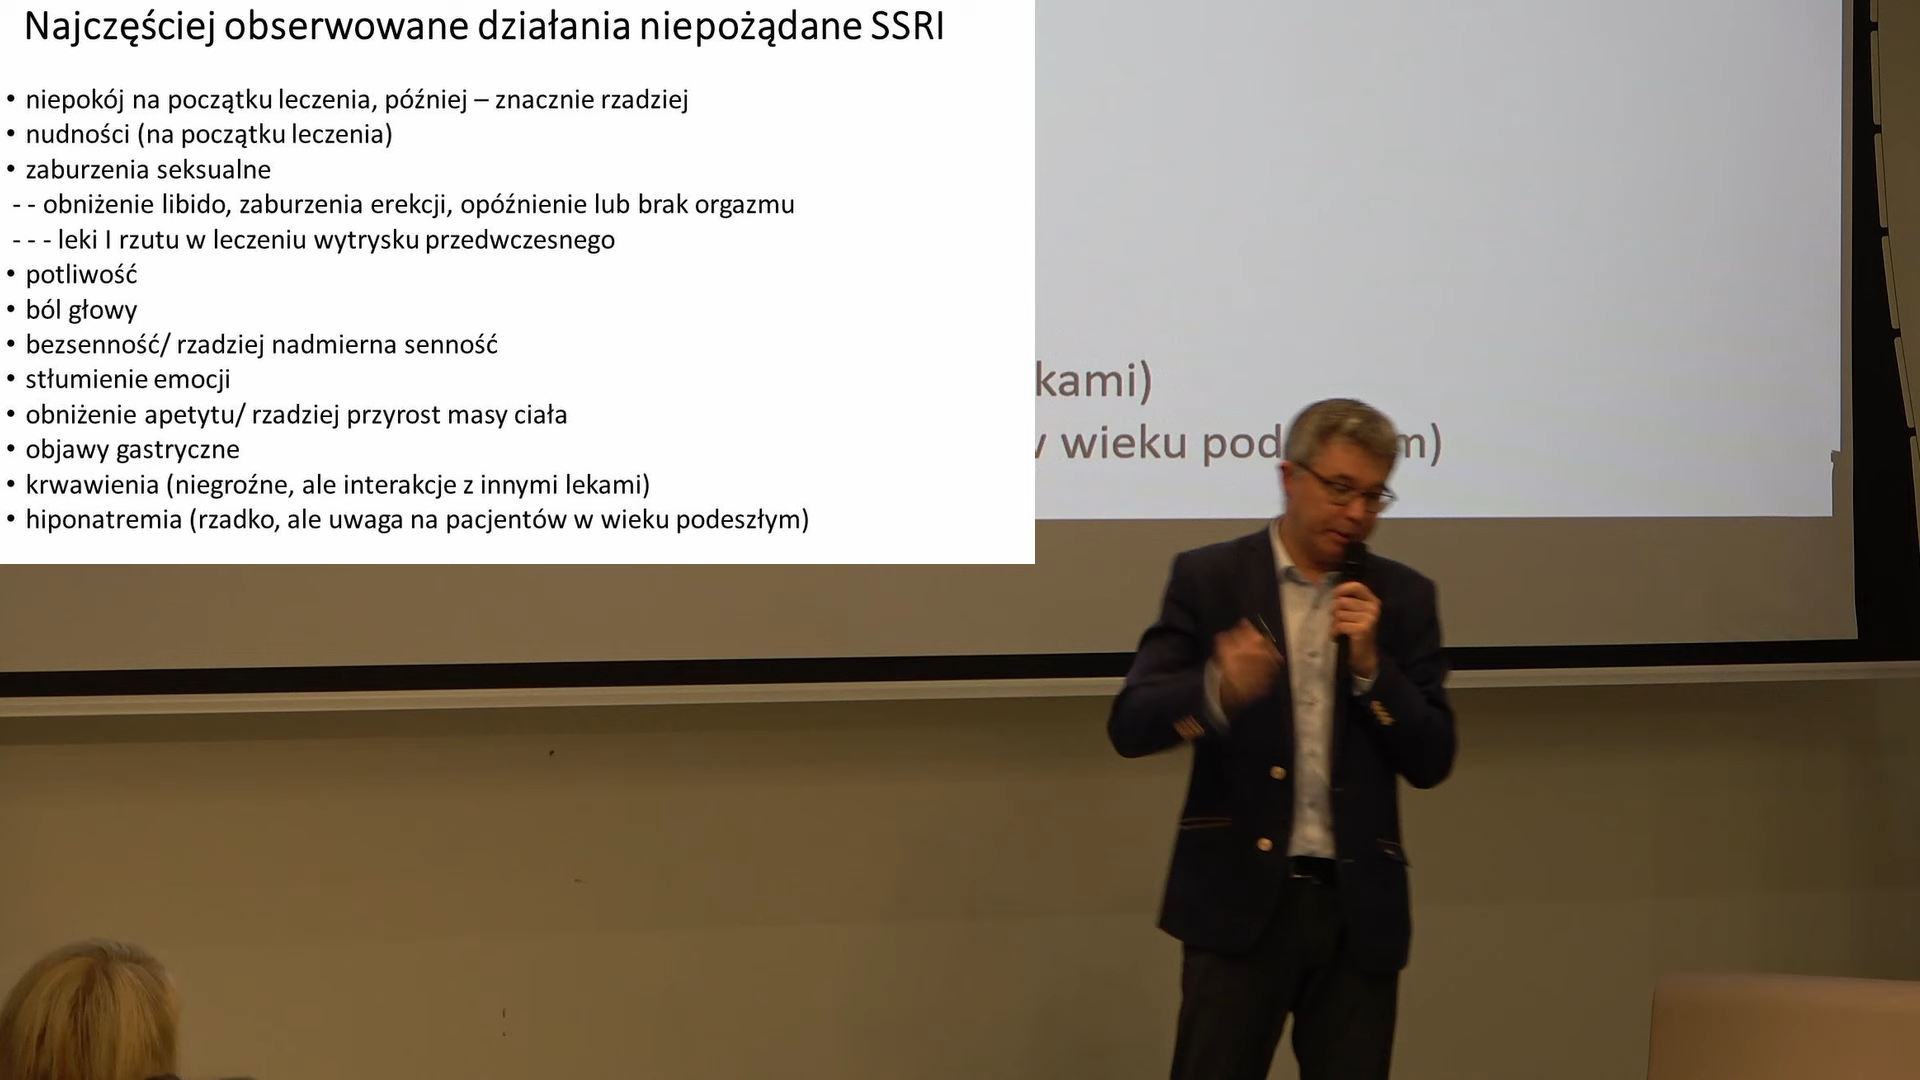 Najczęściej obserwowane działania niepożądane SSRI
• niepokój na początku leczenia, później – znacznie rzadziej
• nudności (na początku leczenia)
• zaburzenia seksualne
- - obniżenie libido, zaburzenia erekcji, opóźnienie lub brak orgazmu
- - - leki I rzutu w leczeniu wytrysku przedwczesnego
• potliwość
• ból głowy
• bezsenność/ rzadziej nadmierna senność
• stłumienie emocji
• obniżenie apetytu/ rzadziej przyrost masy ciała
• objawy gastryczne
• krwawienia (niegroźne, ale interakcje z innymi lekami)
• hiponatremia (rzadko, ale uwaga na pacjentów w wieku podeszłym)
kami)
wieku pod m)